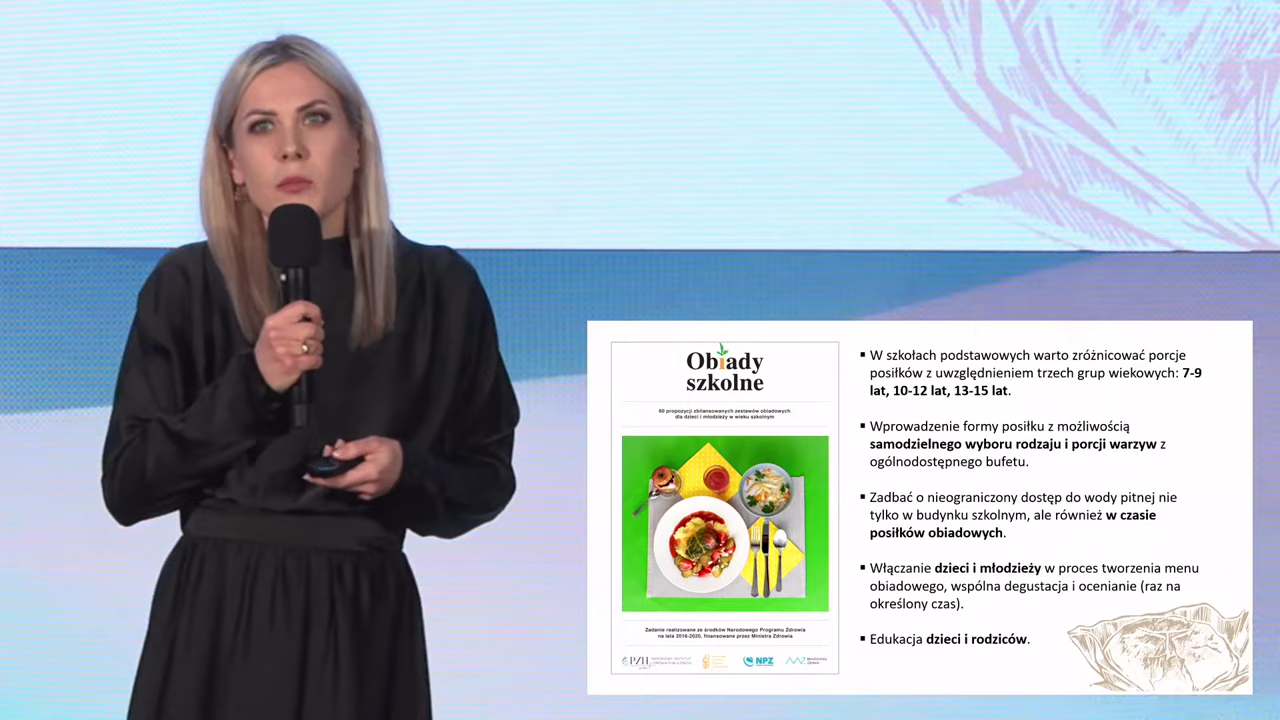 Obiady
szkolne
60 propozycji zbilansowanych zestawów obiadowych
dla dzieci i młodzieży w wieku szkolnym
Zadanie realizowane ze środków Narodowego Programu Zdrowia
na lata 2016-2020, finansowane przez Ministra Zdrowia
PZH
NPZ
▪ W szkołach podstawowych warto zróżnicować porcje
posiłków z uwzględnieniem trzech grup wiekowych: 7-9
lat, 10-12 lat, 13-15 lat.
▪ Wprowadzenie formy posiłku z możliwością
samodzielnego wyboru rodzaju i porcji warzyw z
ogólnodostępnego bufetu.
▪ Zadbać o nieograniczony dostęp do wody pitnej nie
tylko w budynku szkolnym, ale również w czasie
posiłków obiadowych.
▪ Włączanie dzieci i młodzieży w proces tworzenia menu
obiadowego, wspólna degustacja i ocenianie (raz na
określony czas).
▪ Edukacja dzieci i rodziców.